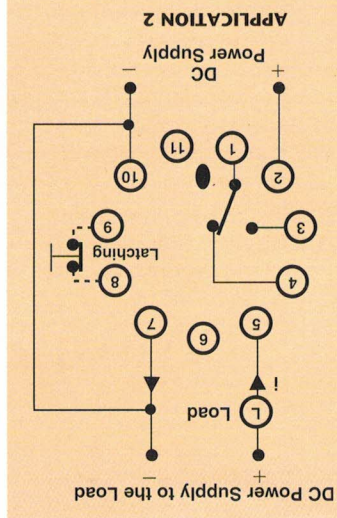 DC Power Supply to the Load
+ −
L Load
i
5 6 7
4 8
Latching
3 9
2 10
1 11
+ −
DC
Power Supply
APPLICATION 2